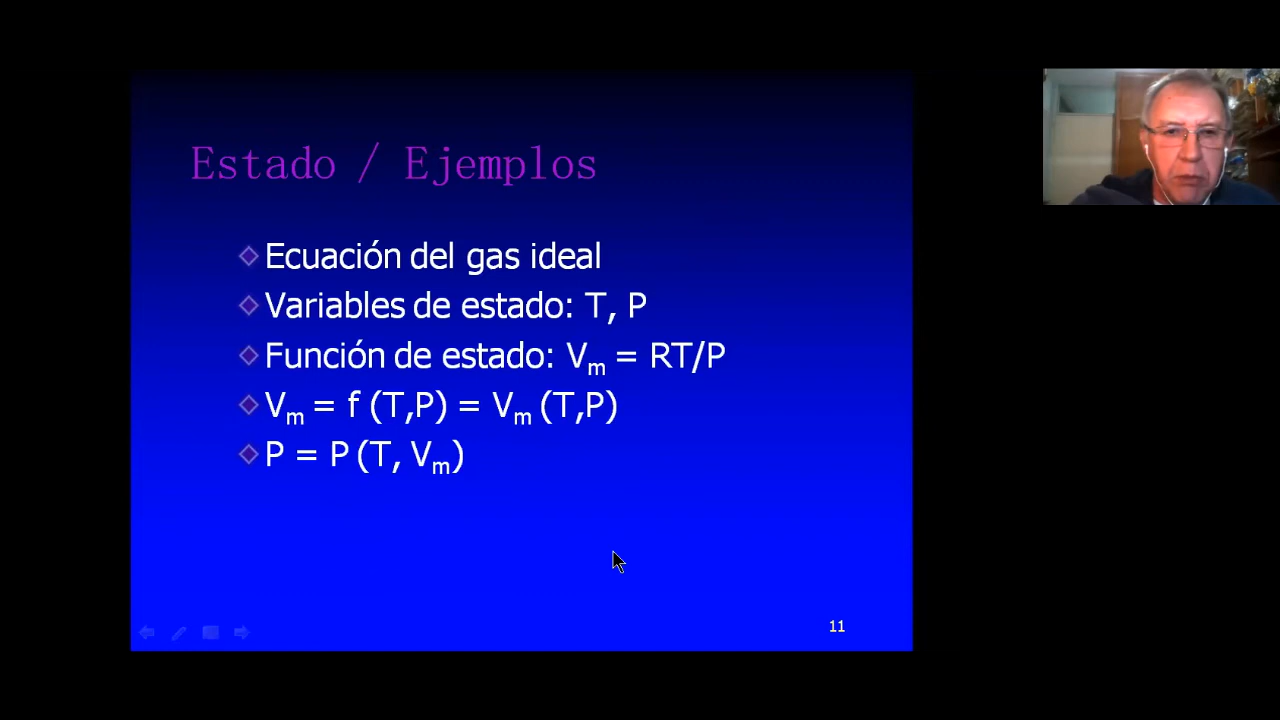 Estado / Ejemplos
Ecuación del gas ideal
Variables de estado: T, P
Función de estado: Vm = RT/P
Vm = f (T,P) = Vm (T,P)
P = P (T, Vm)
11